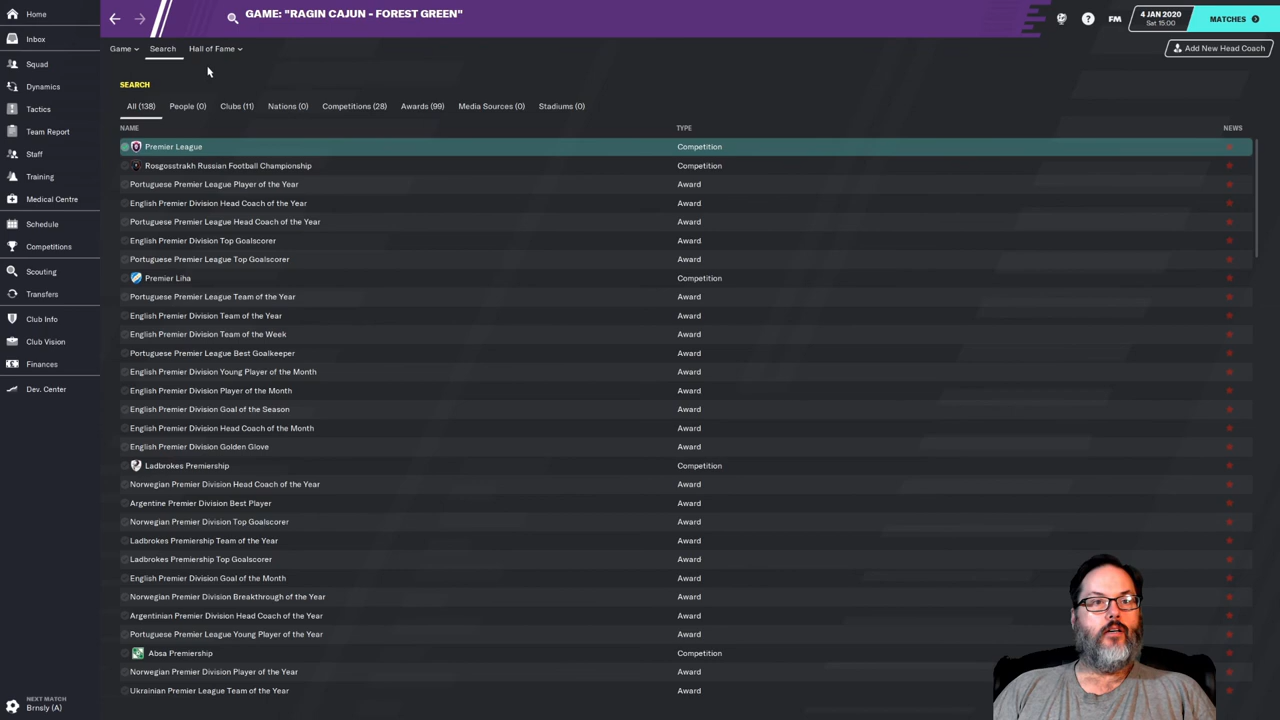 Home
Inbox
Squad
Dynamics
Tactics
Team Report
Staff
Training
Medical Centre
Schedule
Competitions
Scouting
Transfers
Club Info
Club Vision
Finances
Dev. Center
NEXT MATCH
Brnsly (A)
GAME: "RAGIN CAJUN - FOREST GREEN"
FM
4 JAN 2020
Sat 15:00
MATCHES
Game
Search
Hall of Fame
Add New Head Coach
SEARCH
All (138) People (0) Clubs (11) Nations (0) Competitions (28) Awards (99) Media Sources (0) Stadiums (0)
NAME TYPE NEWS
Premier League Competition
Rosgosstrakh Russian Football Championship Competition
Portuguese Premier League Player of the Year Award
English Premier Division Head Coach of the Year Award
Portuguese Premier League Head Coach of the Year Award
English Premier Division Top Goalscorer Award
Portuguese Premier League Top Goalscorer Award
Premier Liha Competition
Portuguese Premier League Team of the Year Award
English Premier Division Team of the Year Award
English Premier Division Team of the Week Award
Portuguese Premier League Best Goalkeeper Award
English Premier Division Young Player of the Month Award
English Premier Division Player of the Month Award
English Premier Division Goal of the Season Award
English Premier Division Head Coach of the Month Award
English Premier Division Golden Glove Award
Ladbrokes Premiership Competition
Norwegian Premier Division Head Coach of the Year Award
Argentine Premier Division Best Player Award
Norwegian Premier Division Top Goalscorer Award
Ladbrokes Premiership Team of the Year Award
Ladbrokes Premiership Top Goalscorer Award
English Premier Division Goal of the Month Award
Norwegian Premier Division Breakthrough of the Year Award
Argentinian Premier Division Head Coach of the Year Award
Portuguese Premier League Young Player of the Year Award
Absa Premiership Competition
Norwegian Premier Division Player of the Year Award
Ukrainian Premier League Team of the Year Award